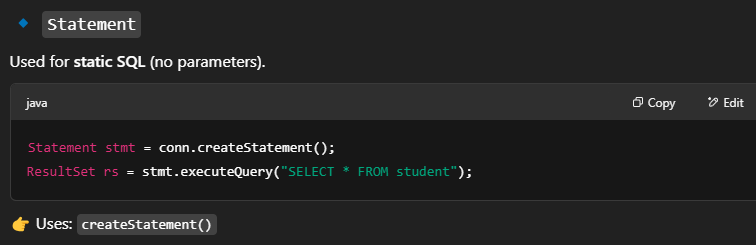 Statement
Used for static SQL (no parameters).
java Copy Edit
Statement stmt = conn.createStatement();
ResultSet rs = stmt.executeQuery("SELECT * FROM student");
👉 Uses: createStatement()